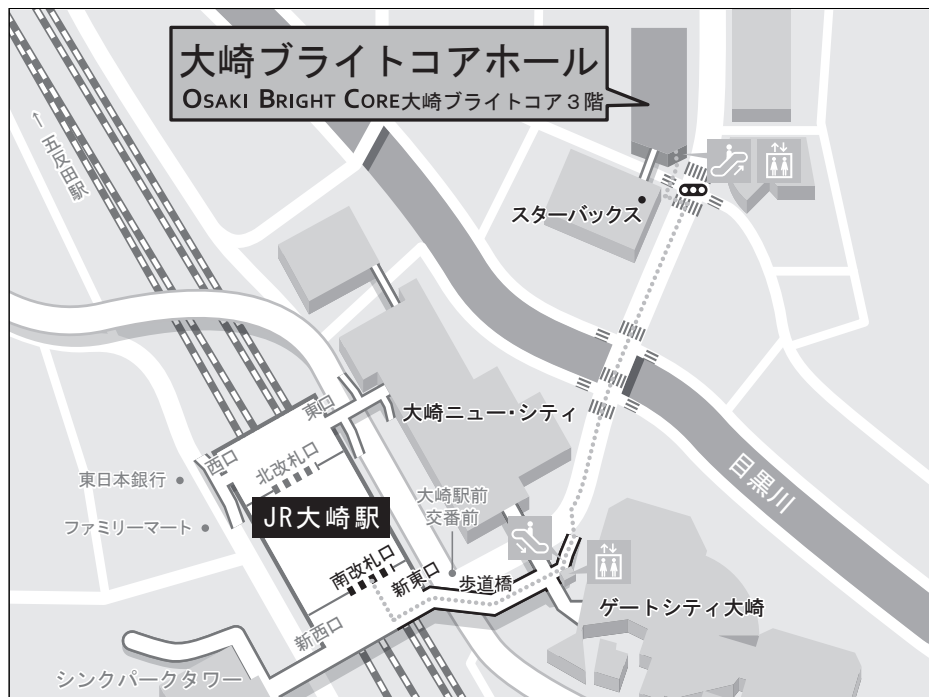 大崎ブライトコアホール
OSAKI BRIGHT CORE大崎ブライトコア3階
←五反田駅
スターバックス
大崎ニュー・シティ
東口
西口
北改札口
東日本銀行
ファミリーマート
JR大崎駅
大崎駅前
交番前
目黒川
南改札口
新東口
歩道橋
ゲートシティ大崎
新西口
シンクパークタワー